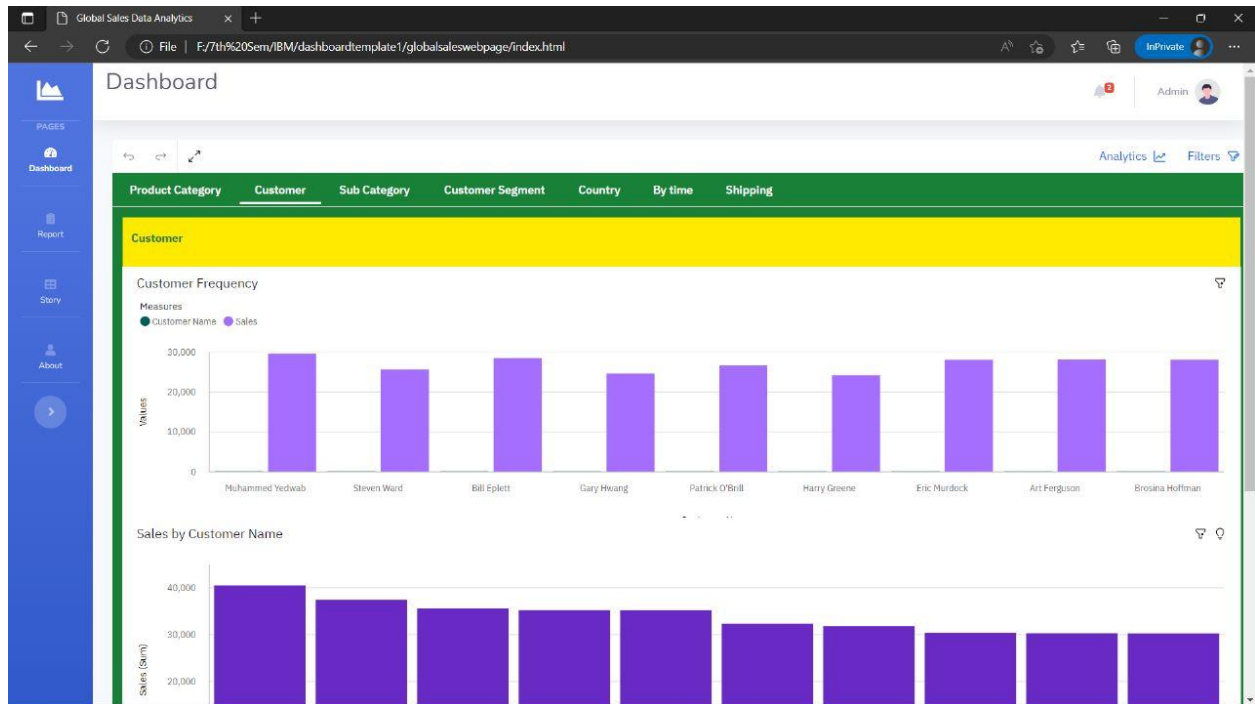 Global Sales Data Analytics
File | F:/7th%20Sem/IBM/dashboardtemplate1/globalsaleswebpage/index.html
InPrivate
Dashboard
2
Admin
PAGES
Dashboard
Report
Story
About
Analytics
Filters
Product Category Customer Sub Category Customer Segment Country By time Shipping
Customer
Customer Frequency
Measures
Customer Name Sales
Values
30,000
20,000
10,000
0
Muhammed Yedwab Steven Ward Bill Eplett Gary Hwang Patrick O'Brill Harry Greene Eric Murdock Art Ferguson Brosina Hoffman
Sales by Customer Name
Sales (Sum)
40,000
30,000
20,000